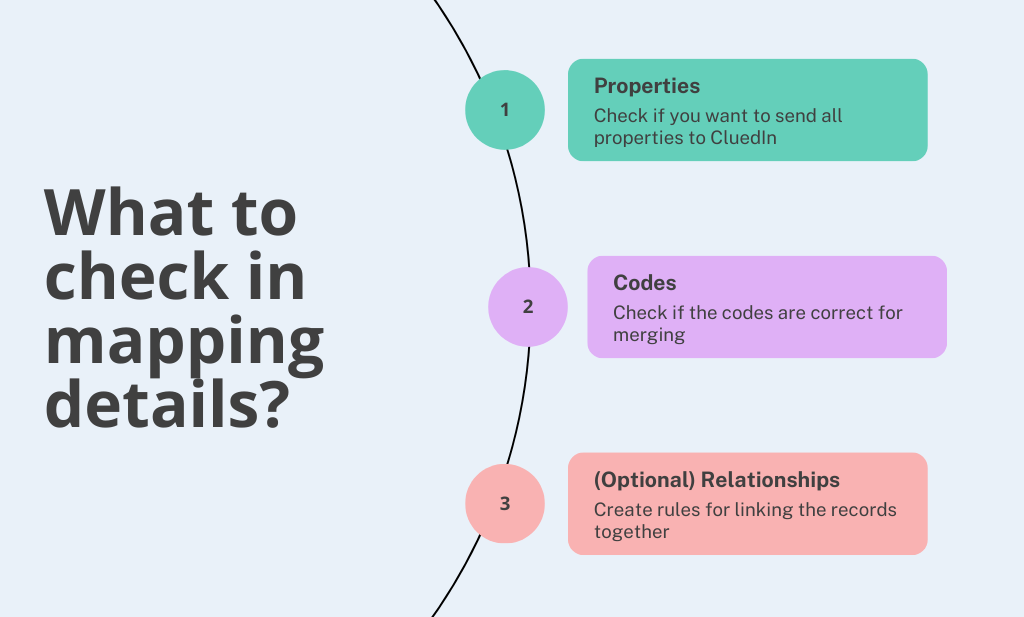 What to
check in
mapping
details?
1
Properties
Check if you want to send all
properties to CluedIn
2
Codes
Check if the codes are correct for
merging
3
(Optional) Relationships
Create rules for linking the records
together